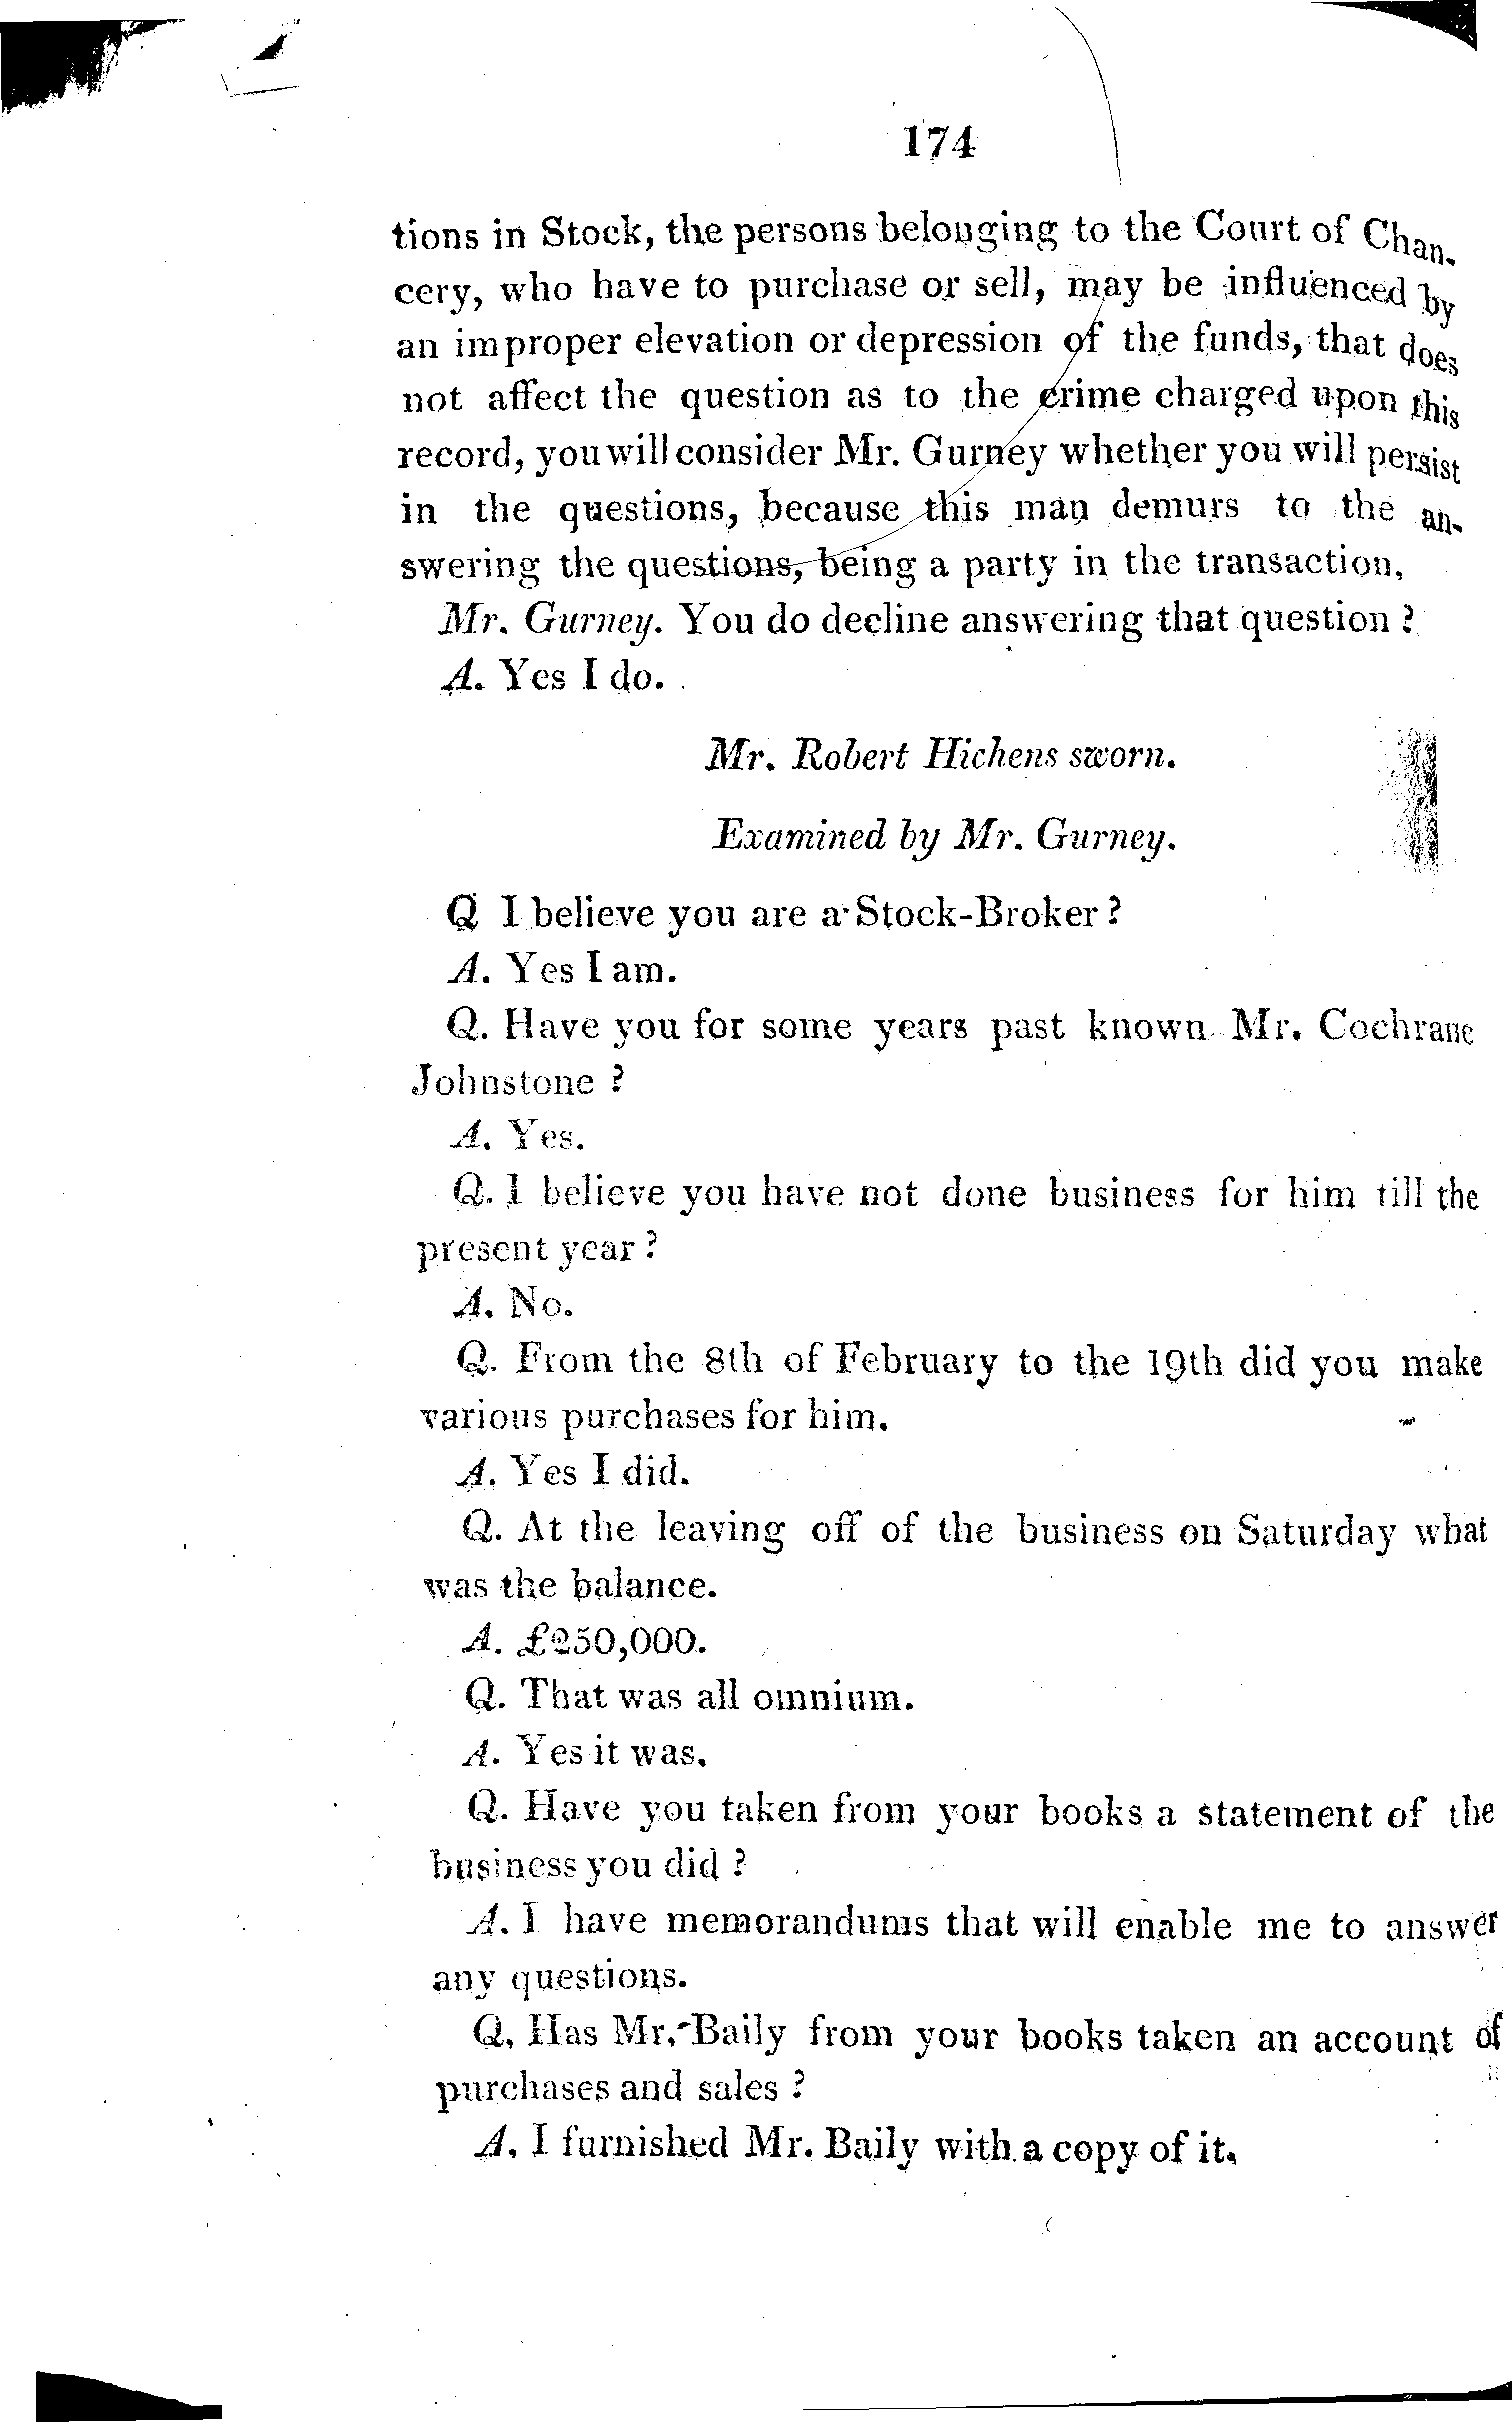 174
tions in Stock, the persons belonging to the Court of Chan-
cery, who have to purchase or sell, may be influenced by
an improper elevation or depression of the funds, that does
not affect the question as to the crime charged upon this
record, you will consider Mr. Gurney whether you will persist
in the questions, because this man demurs to the an-
swering the questions, being a party in the transaction.
Mr. Gurney. You do decline answering that question ?
A. Yes I do.
Mr. Robert Hichens sworn.
Examined by Mr. Gurney.
Q I believe you are a Stock-Broker ?
A. Yes I am.
Q. Have you for some years past known Mr. Cochrane
Johnstone ?
A. Yes.
Q. I believe you have not done business for him till the
present year ?
A. No.
Q. From the 8th of February to the 19th did you make
various purchases for him.
A. Yes I did.
Q. At the leaving off of the business on Saturday what
was the balance.
A. £250,000.
Q. That was all omnium.
A. Yes it was.
Q. Have you taken from your books a statement of the
business you did ?
A. I have memorandums that will enable me to answer
any questions.
Q. Has Mr. Baily from your books taken an account of
purchases and sales ?
A. I furnished Mr. Baily with a copy of it.